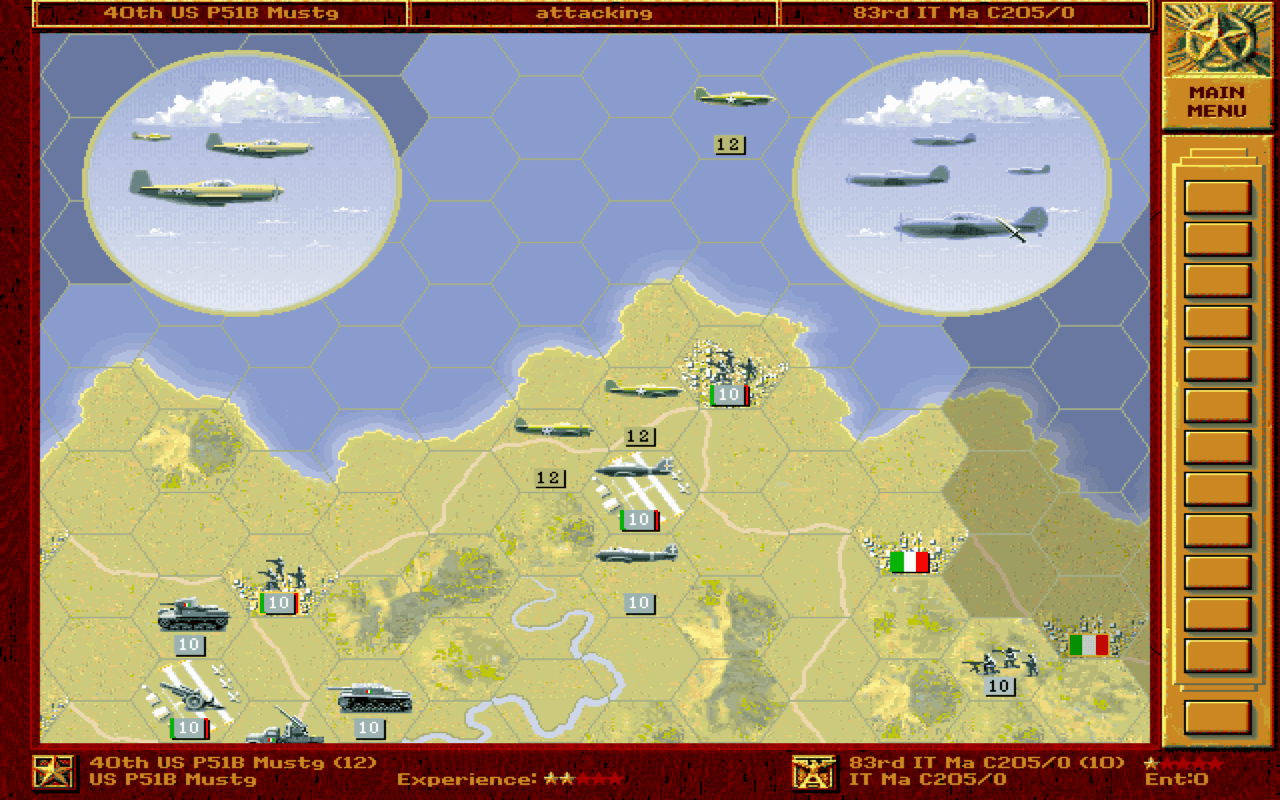 40th US P51B Mustg
attacking
83rd IT Ma C205/0
MAIN
MENU
12
10
12
12
10
10
10
10
10
10
10
40th US P51B Mustg (12)
US P51B Mustg
Experience:
83rd IT Ma C205/0 (10)
IT Ma C205/0
Ent:0